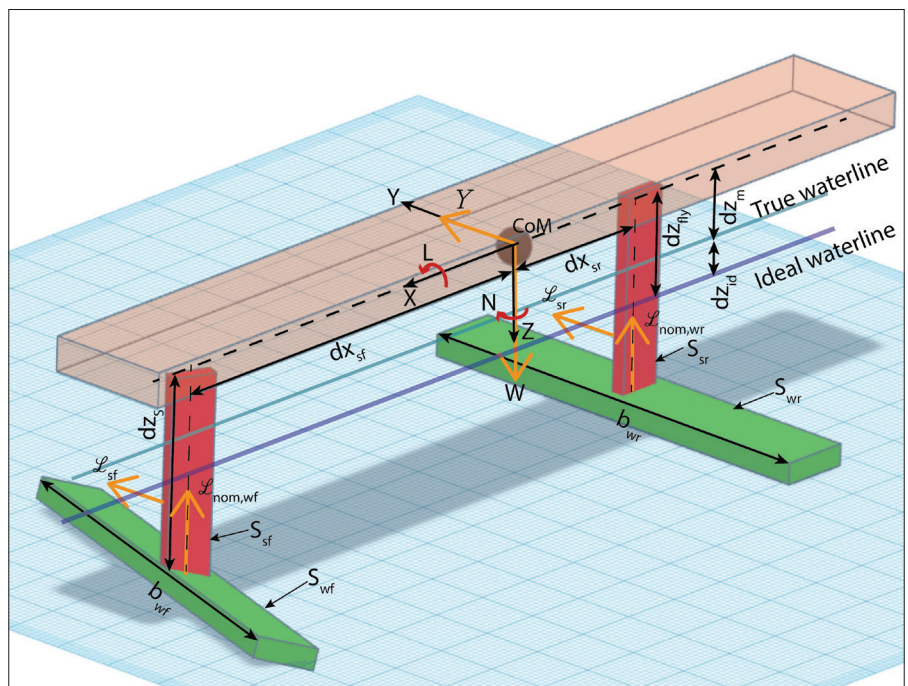 dz_m
True waterline
Y
𝑌
CoM
dz_fly
Ideal waterline
dz_id
L
dx_sr
X
N
ℒ_sr
ℒ_nom,wr
Z
dx_sf
S_sr
W
S_wr
dz_s
b_wr
ℒ_sf
ℒ_nom,wf
S_sf
S_wf
b_wf